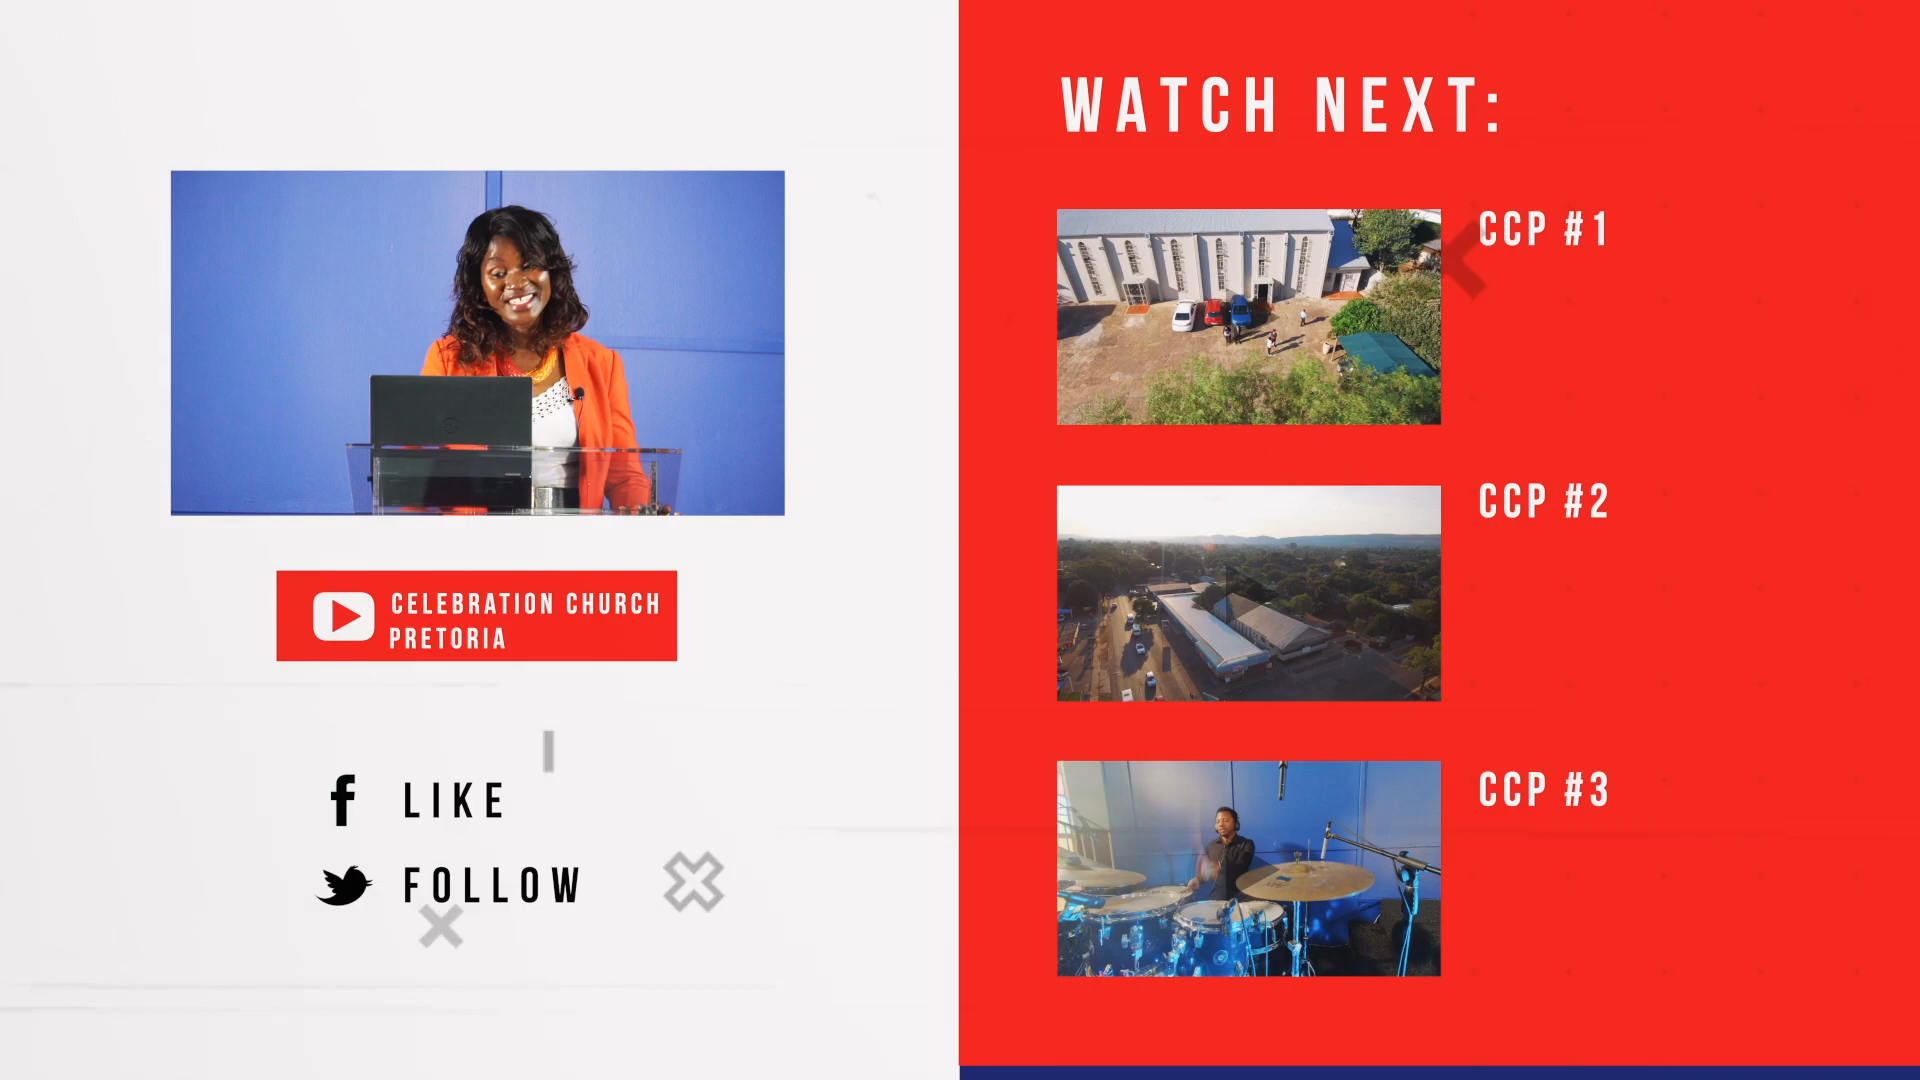 CELEBRATION CHURCH
PRETORIA
LIKE
FOLLOW
WATCH NEXT:
CCP #1
CCP #2
CCP #3